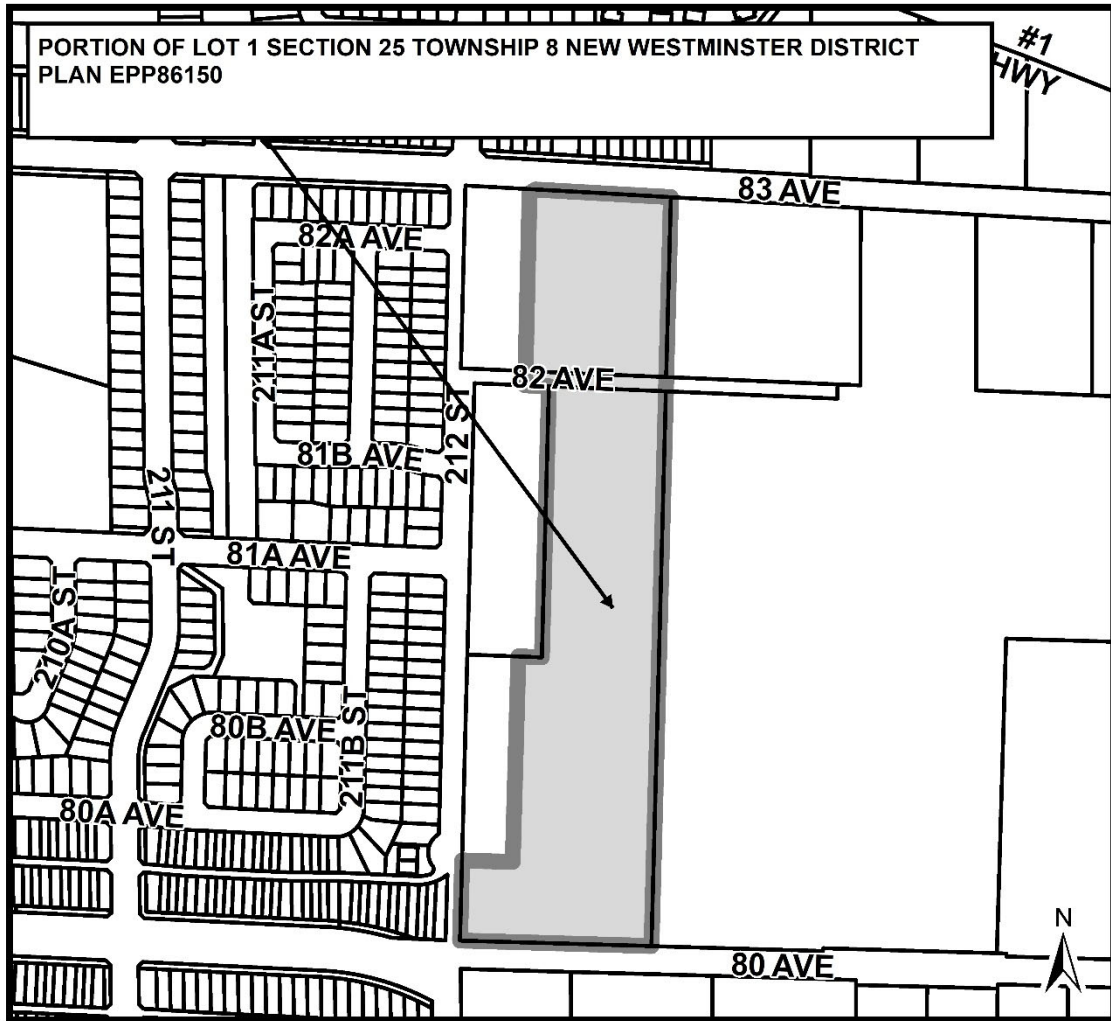 PORTION OF LOT 1 SECTION 25 TOWNSHIP 8 NEW WESTMINSTER DISTRICT
PLAN EPP86150
#1
HWY
83 AVE
82A AVE
211A ST
82 AVE
212 ST
81B AVE
211 ST
81A AVE
210A ST
211B ST
80B AVE
80A AVE
N
80 AVE